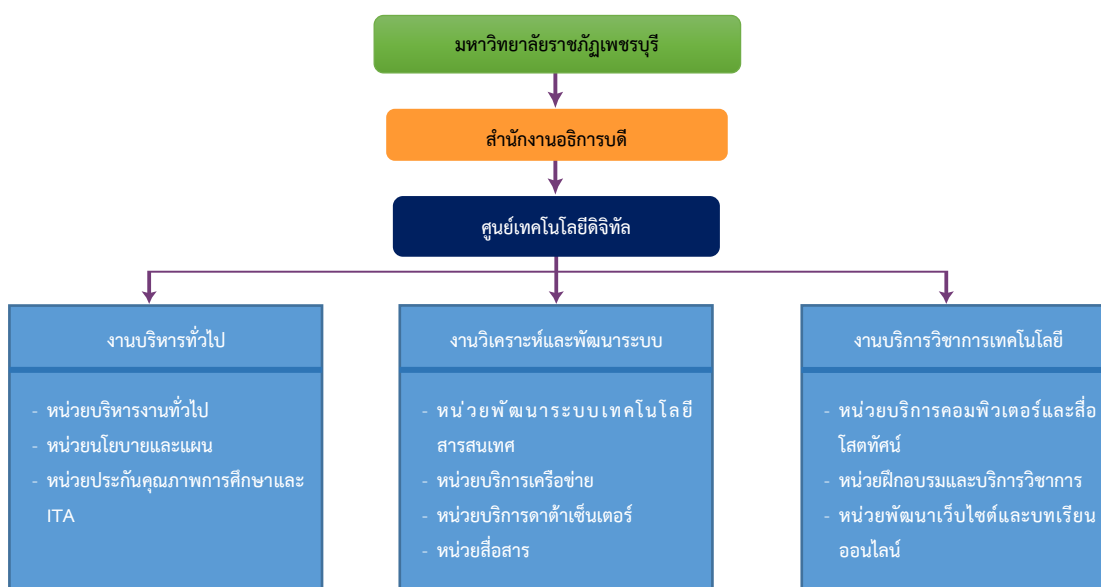 มหาวิทยาลัยราชภัฏเพชรบุรี
สำนักงานอธิการบดี
ศูนย์เทคโนโลยีดิจิทัล
งานบริหารทั่วไป
- หน่วยบริหารงานทั่วไป
- หน่วยนโยบายและแผน
- หน่วยประกันคุณภาพการศึกษาและ
ITA
งานวิเคราะห์และพัฒนาระบบ
- หน่วยพัฒนาระบบเทคโนโลยี
สารสนเทศ
- หน่วยบริการเครือข่าย
- หน่วยบริการดาต้าเซ็นเตอร์
- หน่วยสื่อสาร
งานบริการวิชาการเทคโนโลยี
- หน่วยบริการคอมพิวเตอร์และสื่อ
โสตทัศน์
- หน่วยฝึกอบรมและบริการวิชาการ
- หน่วยพัฒนาเว็บไซต์และบทเรียน
ออนไลน์